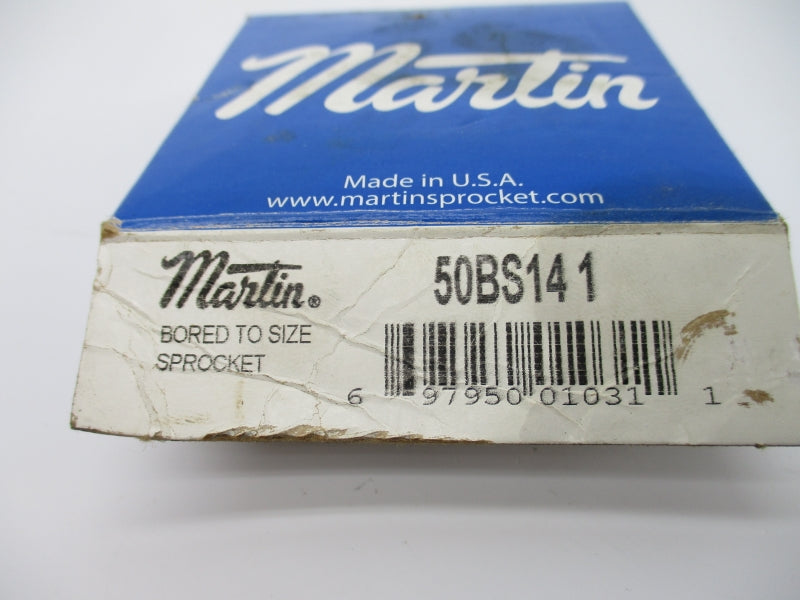 Martin
Made in U.S.A.
www.martinsprocket.com
Martin®
50BS14 1
BORED TO SIZE
SPROCKET
6 97950 01031 1